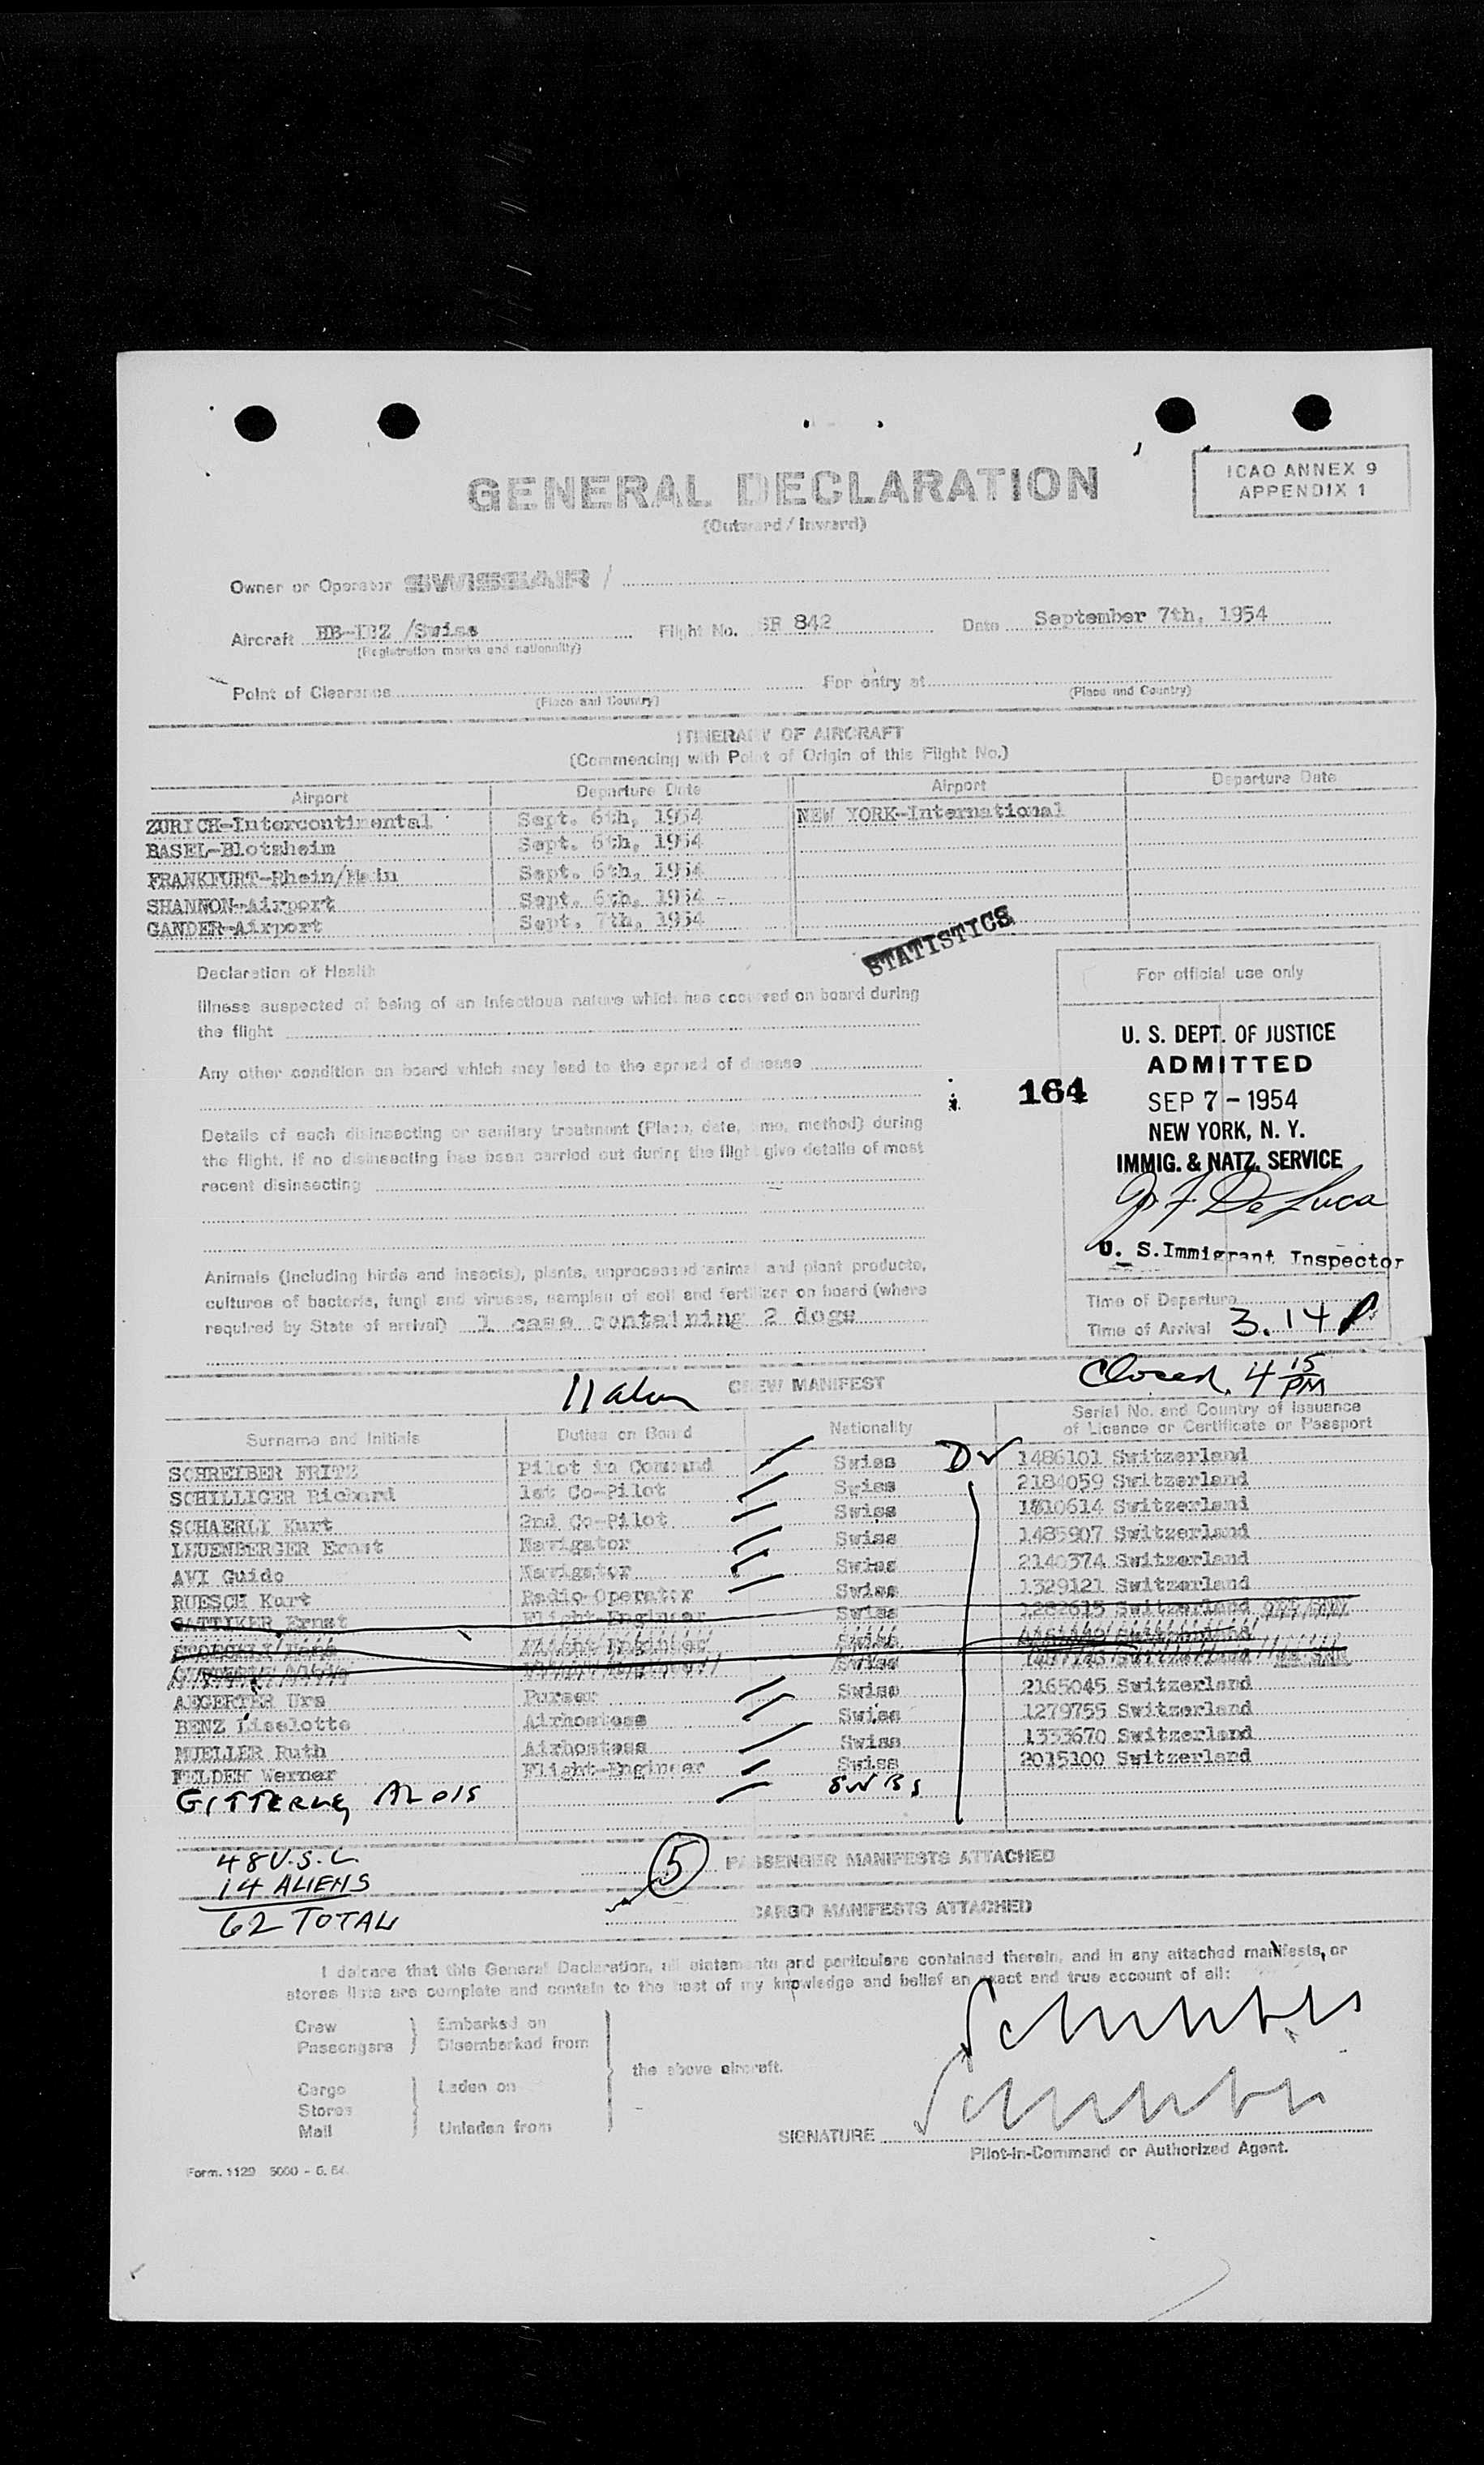 ICAO ANNEX 9
APPENDIX 1
GENERAL DECLARATION
(Outward / Inward)
Owner or Operator SWISSAIR /
Aircraft HB-IBZ /Swiss Flight No. SR 842 Date September 7th, 1954
(Registration marks and nationality)
Point of Clearance For entry at
(Place and Country) (Place and Country)
ITINERARY OF AIRCRAFT
(Commencing with Point of Origin of this Flight No.)
Airport Departure Date Airport Departure Date
ZURICH-Intercontinental Sept. 6th, 1954 NEW YORK-International
BASEL-Blotzheim Sept. 6th, 1954
FRANKFURT-Rhein/Main Sept. 6th, 1954
SHANNON-Airport Sept. 6th, 1954 -
GANDER-Airport Sept. 7th, 1954
STATISTICS
Declaration of Health
Illness suspected of being of an infectious nature which has occurred on board during
the flight
Any other condition on board which may lead to the spread of disease
Details of each disinsecting or sanitary treatment (Place, date, time, method) during
the flight. If no disinsecting has been carried out during the flight give details of most
recent disinsecting
Animals (including birds and insects), plants, unprocessed animal and plant products,
cultures of bacteria, fungi and viruses, samples of soil and fertilizer on board (where
required by State of arrival) 1 case containing 2 dogs
For official use only
U. S. DEPT. OF JUSTICE
ADMITTED
164
SEP 7 - 1954
NEW YORK, N. Y.
IMMIG. & NATZ. SERVICE
De Luca
U. S. Immigrant Inspector
Time of Departure
Time of Arrival 3.14 P
Closed. 4 15 PM
11 alien CREW MANIFEST
Surname and Initials Duties on Board Nationality Serial No. and Country of Issuance
of Licence or Certificate or Passport
SCHREIBER FRITZ Pilot in Command Swiss D✓ 1486101 Switzerland
SCHILLIGER Richard 1st Co-Pilot Swiss 2184059 Switzerland
SCHAERLI Kurt 2nd Co-Pilot Swiss 1810614 Switzerland
LEUENBERGER Ernst Navigator Swiss 1485907 Switzerland
AVI Guido Navigator Swiss 2140374 Switzerland
RUESCH Kurt Radio-Operator Swiss 1329121 Switzerland
GATTIKER Ernst Flight-Engineer Swiss 1282615 Switzerland
Flight Engineer Swiss
Swiss
AEGERTER Urs Purser Swiss 2165045 Switzerland
BENZ Liselotte Airhostess Swiss 1279755 Switzerland
MUELLER Ruth Airhostess Swiss 1333670 Switzerland
FELDER Werner Flight-Engineer Swiss 2015100 Switzerland
GITTERLE, ALOIS
48 U.S.C.
14 ALIENS
62 TOTAL
5 PASSENGER MANIFESTS ATTACHED
CARGO MANIFESTS ATTACHED
I declare that this General Declaration, all statements and particulars contained therein, and in any attached manifests, or
stores lists are complete and contain to the best of my knowledge and belief an exact and true account of all:
Crew Embarked on
Passengers Disembarked from
the above aircraft.
Cargo Laden on
Stores
Mail Unladen from
SIGNATURE
Pilot-in-Command or Authorized Agent.
Form. 1129 5000 - 6. 54.